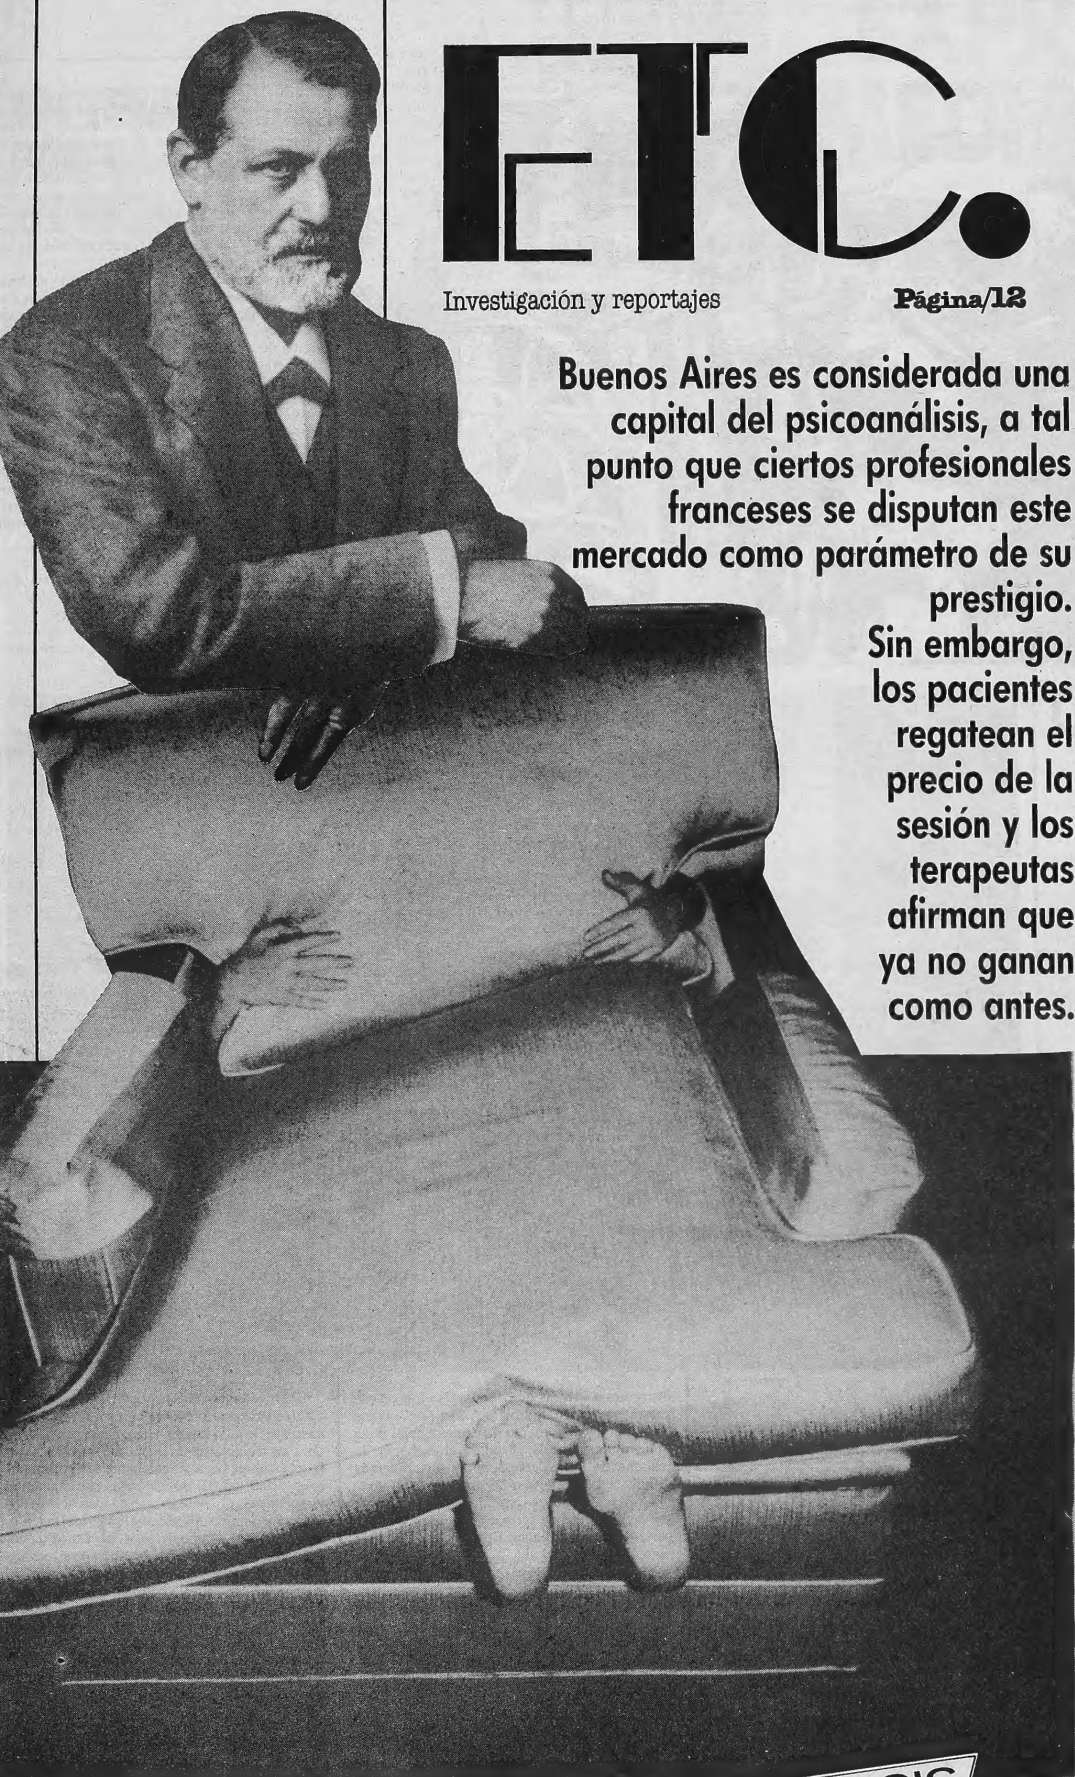 ETC.
Investigación y reportajes
Página/12
Buenos Aires es considerada una
capital del psicoanálisis, a tal
punto que ciertos profesionales
franceses se disputan este
mercado como parámetro de su
prestigio.
Sin embargo,
los pacientes
regatean el
precio de la
sesión y los
terapeutas
afirman que
ya no ganan
como antes.